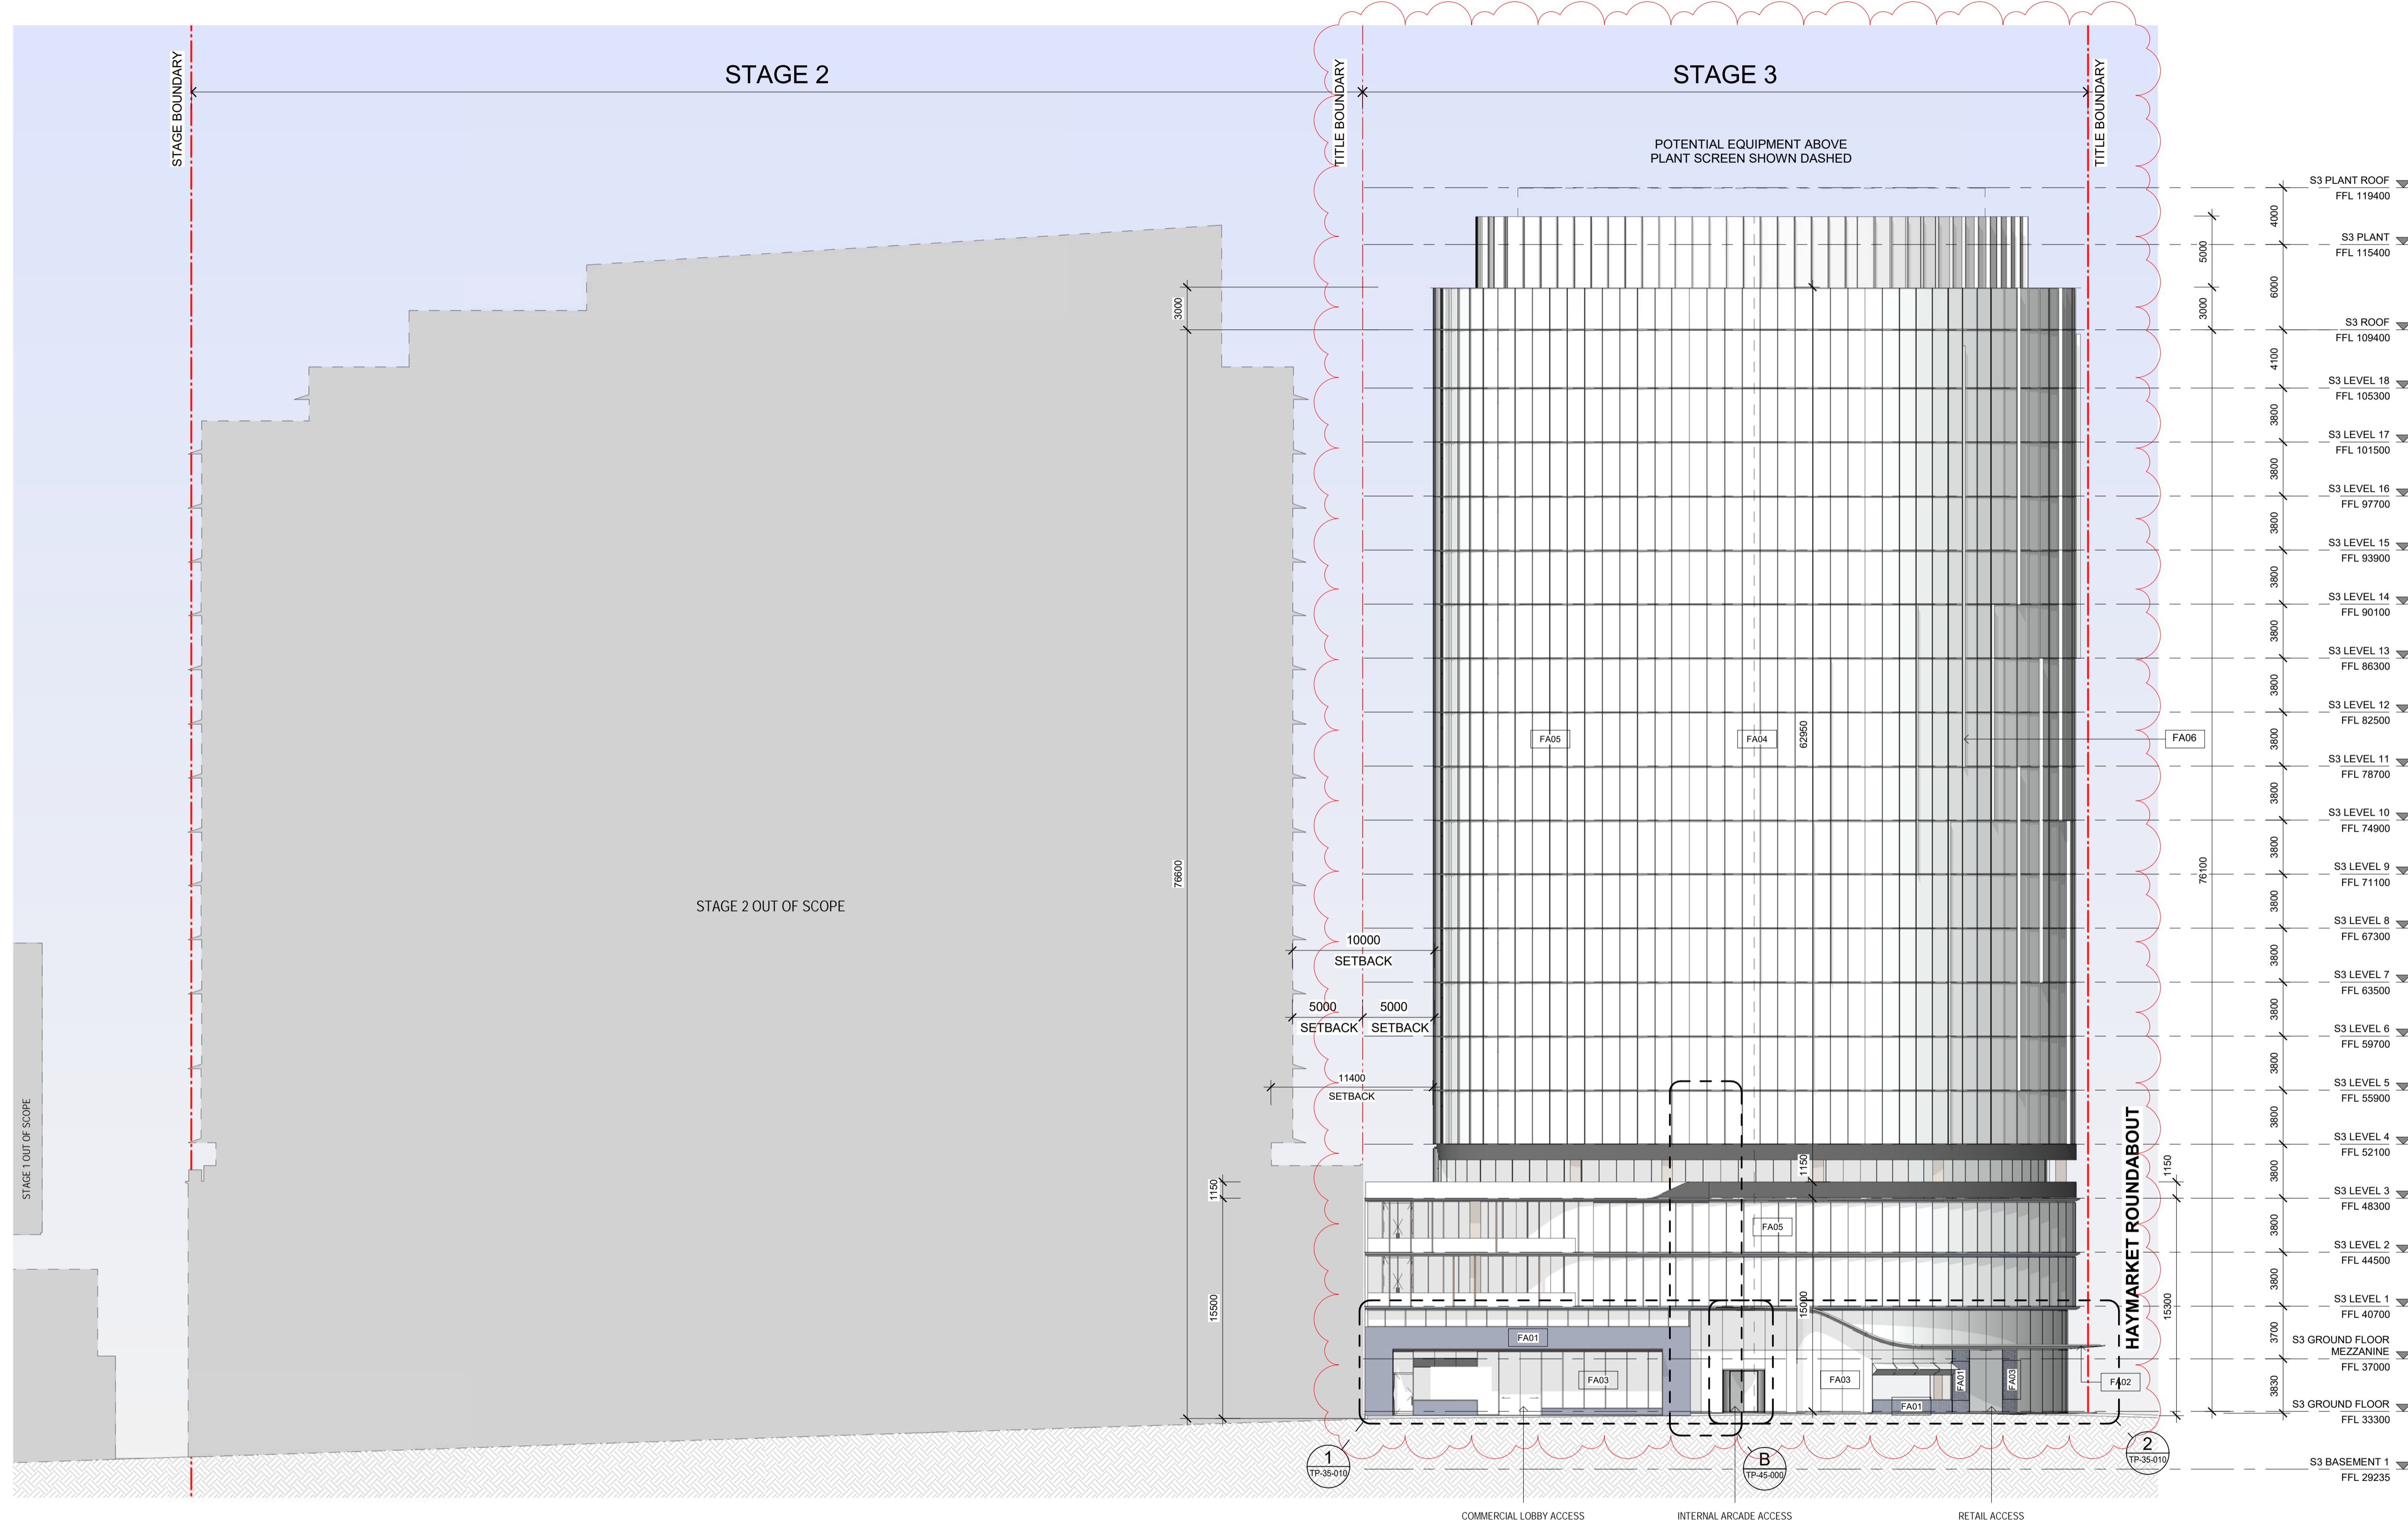 STAGE 2
STAGE 3
STAGE BOUNDARY
TITLE BOUNDARY
TITLE BOUNDARY
POTENTIAL EQUIPMENT ABOVE
PLANT SCREEN SHOWN DASHED
S3 PLANT ROOF
FFL 119400
4000
S3 PLANT
FFL 115400
5000
6000
3000
3000
S3 ROOF
FFL 109400
4100
S3 LEVEL 18
FFL 105300
3800
S3 LEVEL 17
FFL 101500
3800
S3 LEVEL 16
FFL 97700
3800
S3 LEVEL 15
FFL 93900
3800
S3 LEVEL 14
FFL 90100
3800
S3 LEVEL 13
FFL 86300
3800
S3 LEVEL 12
FFL 82500
62950
FA05
FA04
FA06
3800
S3 LEVEL 11
FFL 78700
3800
S3 LEVEL 10
FFL 74900
3800
S3 LEVEL 9
FFL 71100
76600
76100
STAGE 2 OUT OF SCOPE
3800
S3 LEVEL 8
FFL 67300
10000
SETBACK
3800
S3 LEVEL 7
FFL 63500
5000
SETBACK
5000
SETBACK
3800
S3 LEVEL 6
FFL 59700
3800
11400
SETBACK
S3 LEVEL 5
FFL 55900
3800
STAGE 1 OUT OF SCOPE
HAYMARKET ROUNDABOUT
S3 LEVEL 4
FFL 52100
3800
1150
1150
1150
S3 LEVEL 3
FFL 48300
3800
FA05
S3 LEVEL 2
FFL 44500
3800
15500
15000
15300
S3 LEVEL 1
FFL 40700
3700
FA01
S3 GROUND FLOOR
MEZZANINE
FFL 37000
FA03
FA03
FA01
FA03
FA02
3830
FA01
S3 GROUND FLOOR
FFL 33300
1
TP-35-010
B
TP-45-000
2
TP-35-010
S3 BASEMENT 1
FFL 29235
COMMERCIAL LOBBY ACCESS
INTERNAL ARCADE ACCESS
RETAIL ACCESS